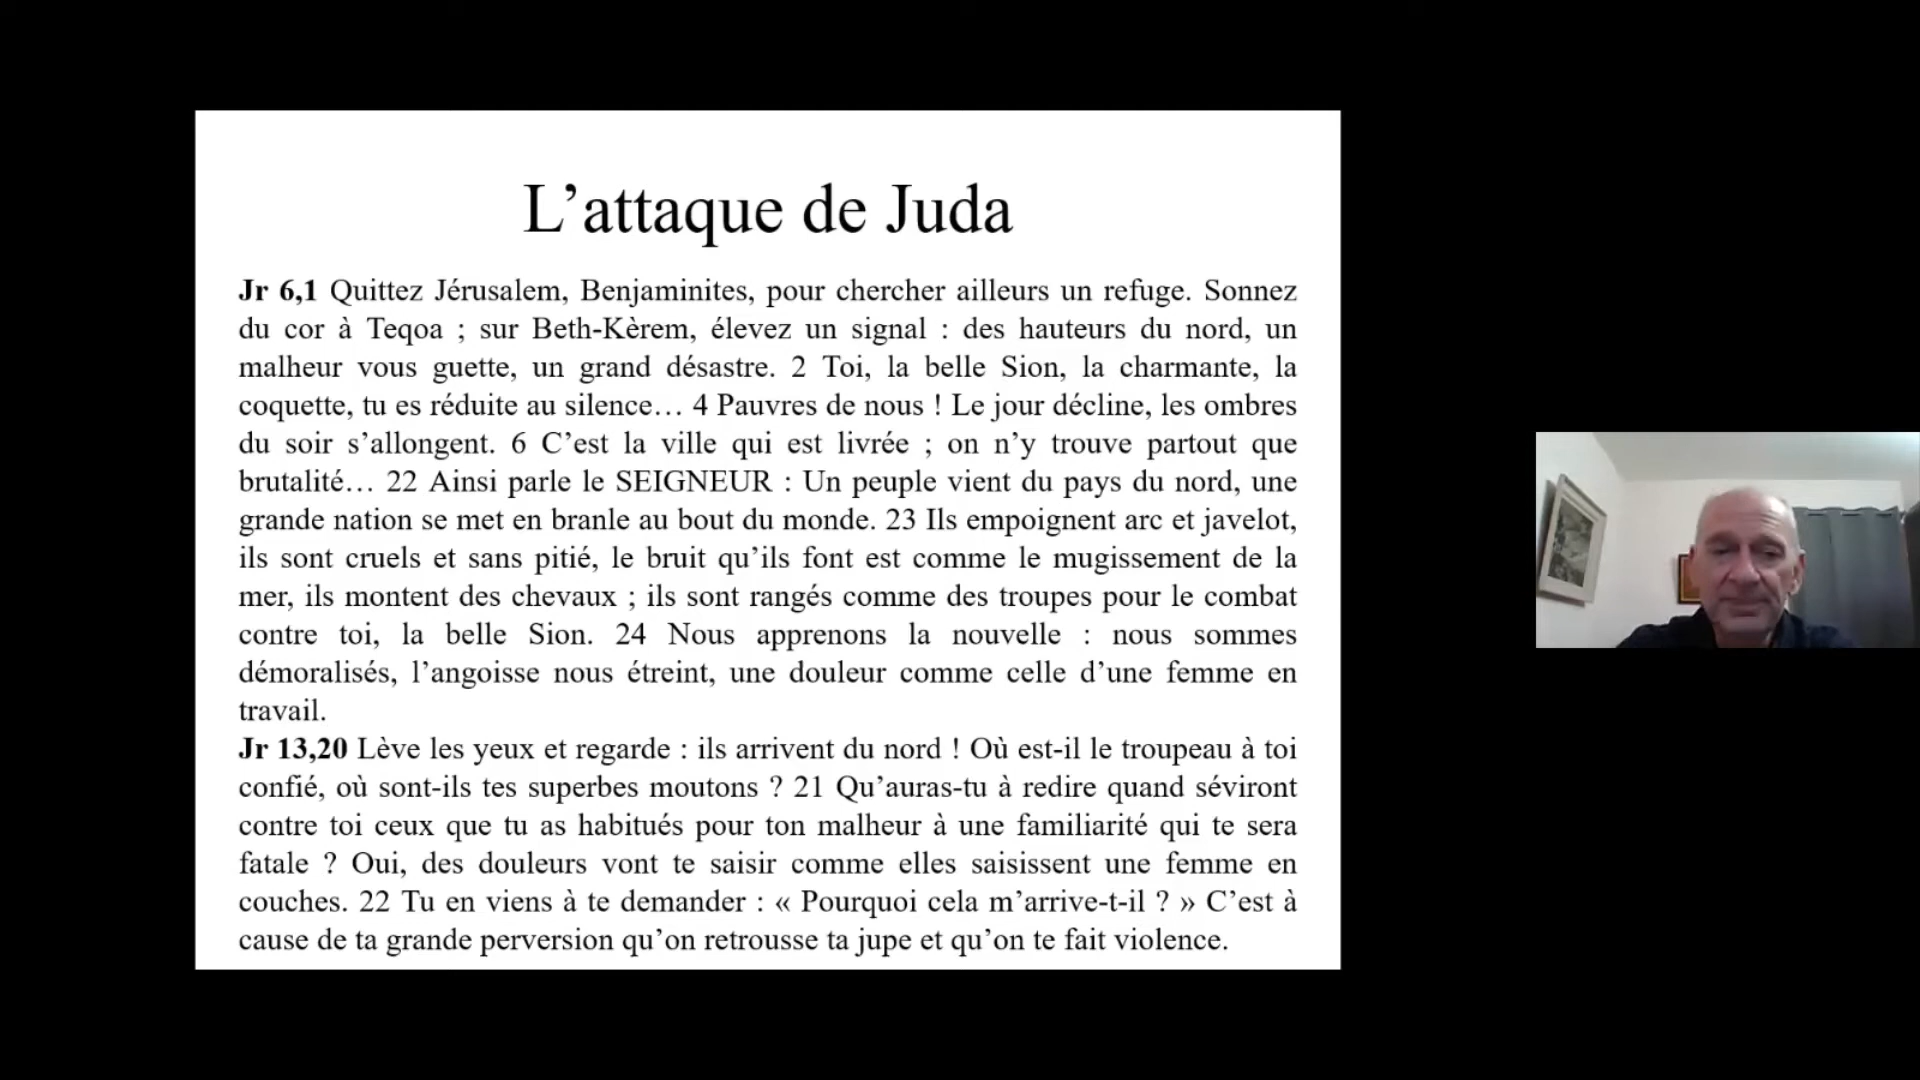 L’attaque de Juda
Jr 6,1 Quittez Jérusalem, Benjaminites, pour chercher ailleurs un refuge. Sonnez
du cor à Teqoa ; sur Beth-Kèrem, élevez un signal : des hauteurs du nord, un
malheur vous guette, un grand désastre. 2 Toi, la belle Sion, la charmante, la
coquette, tu es réduite au silence… 4 Pauvres de nous ! Le jour décline, les ombres
du soir s’allongent. 6 C’est la ville qui est livrée ; on n’y trouve partout que
brutalité… 22 Ainsi parle le SEIGNEUR : Un peuple vient du pays du nord, une
grande nation se met en branle au bout du monde. 23 Ils empoignent arc et javelot,
ils sont cruels et sans pitié, le bruit qu’ils font est comme le mugissement de la
mer, ils montent des chevaux ; ils sont rangés comme des troupes pour le combat
contre toi, la belle Sion. 24 Nous apprenons la nouvelle : nous sommes
démoralisés, l’angoisse nous étreint, une douleur comme celle d’une femme en
travail.
Jr 13,20 Lève les yeux et regarde : ils arrivent du nord ! Où est-il le troupeau à toi
confié, où sont-ils tes superbes moutons ? 21 Qu’auras-tu à redire quand séviront
contre toi ceux que tu as habitués pour ton malheur à une familiarité qui te sera
fatale ? Oui, des douleurs vont te saisir comme elles saisissent une femme en
couches. 22 Tu en viens à te demander : « Pourquoi cela m’arrive-t-il ? » C’est à
cause de ta grande perversion qu’on retrousse ta jupe et qu’on te fait violence.